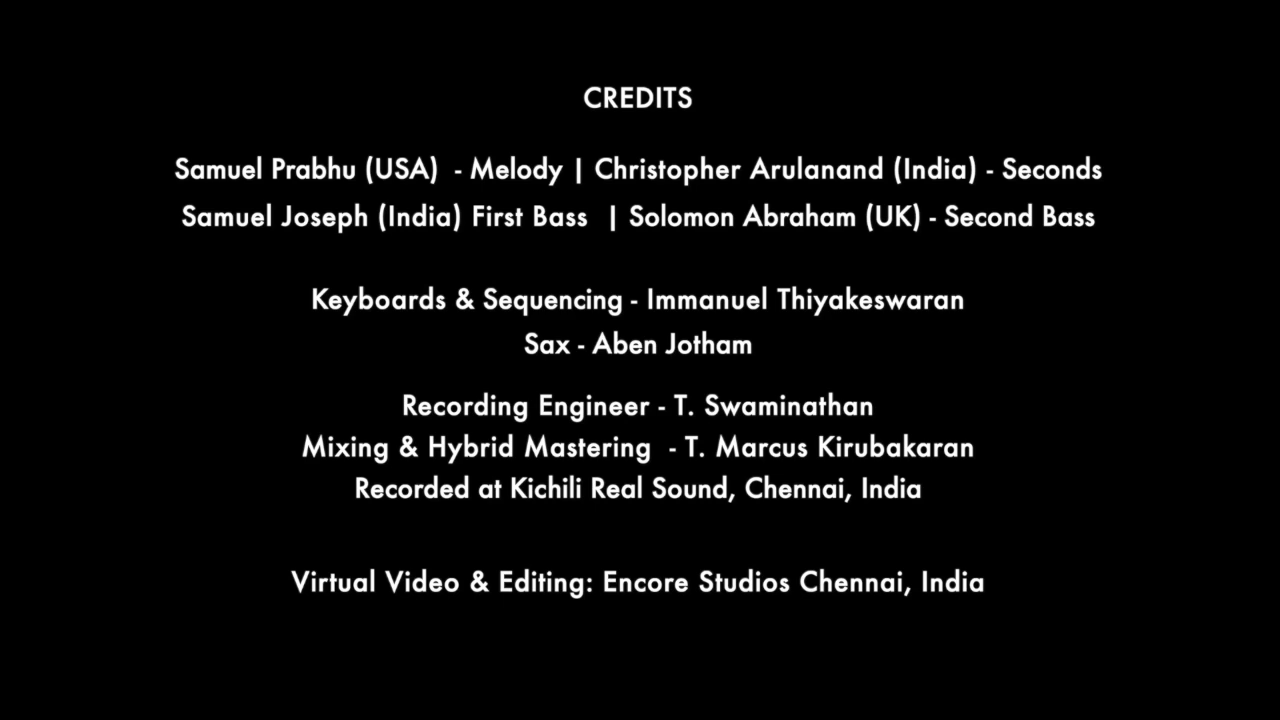 CREDITS
Samuel Prabhu (USA) - Melody | Christopher Arulanand (India) - Seconds
Samuel Joseph (India) First Bass | Solomon Abraham (UK) - Second Bass
Keyboards & Sequencing - Immanuel Thiyakeswaran
Sax - Aben Jotham
Recording Engineer - T. Swaminathan
Mixing & Hybrid Mastering - T. Marcus Kirubakaran
Recorded at Kichili Real Sound, Chennai, India
Virtual Video & Editing: Encore Studios Chennai, India